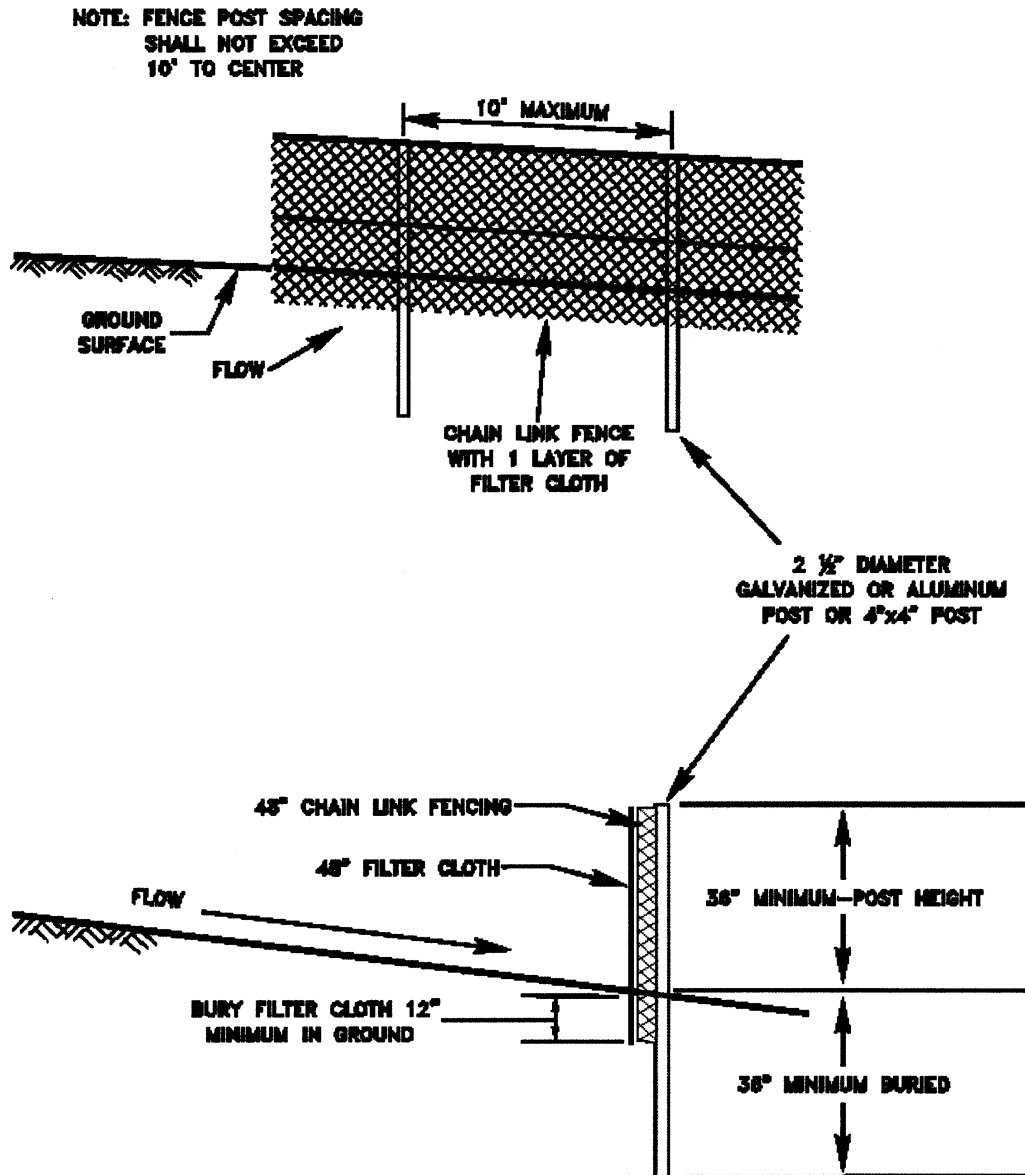 NOTE: FENCE POST SPACING
SHALL NOT EXCEED
10' TO CENTER
10' MAXIMUM
GROUND
SURFACE
FLOW
CHAIN LINK FENCE
WITH 1 LAYER OF
FILTER CLOTH
2 ½" DIAMETER
GALVANIZED OR ALUMINUM
POST OR 4"x4" POST
48" CHAIN LINK FENCING
48" FILTER CLOTH
FLOW
36" MINIMUM-POST HEIGHT
BURY FILTER CLOTH 12"
MINIMUM IN GROUND
36" MINIMUM BURIED